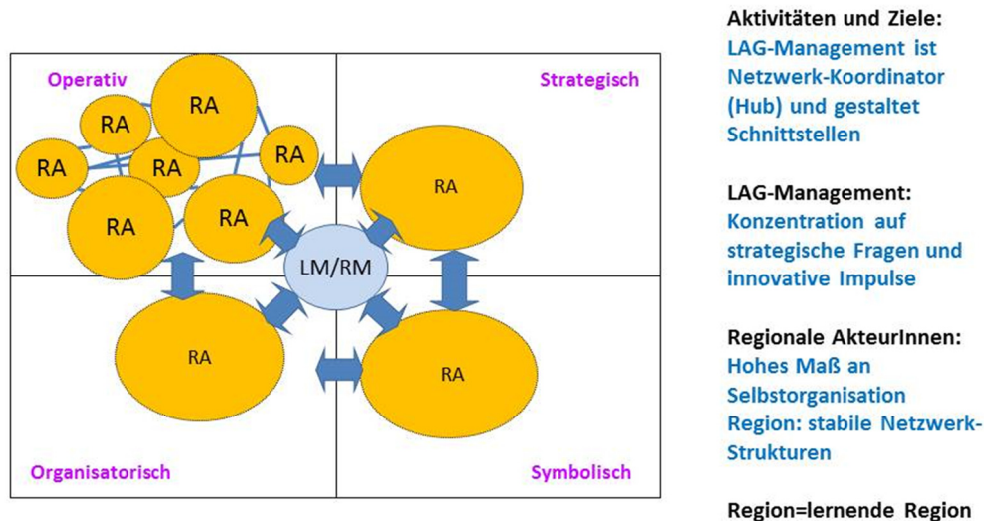 Operativ
Strategisch
RA
RA
RA
RA
RA
RA
RA
RA
LM/RM
RA
RA
Organisatorisch
Symbolisch
Aktivitäten und Ziele:
LAG-Management ist
Netzwerk-Koordinator
(Hub) und gestaltet
Schnittstellen
LAG-Management:
Konzentration auf
strategische Fragen und
innovative Impulse
Regionale AkteurInnen:
Hohes Maß an
Selbstorganisation
Region: stabile Netzwerk-
Strukturen
Region=lernende Region